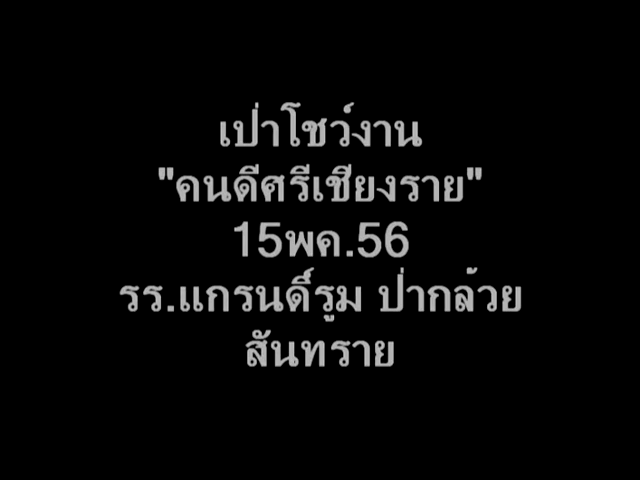 เป่าโชว์งาน
"คนดีศรีเชียงราย"
15พค.56
รร.แกรนด์รูม ป่ากล้วย
สันทราย